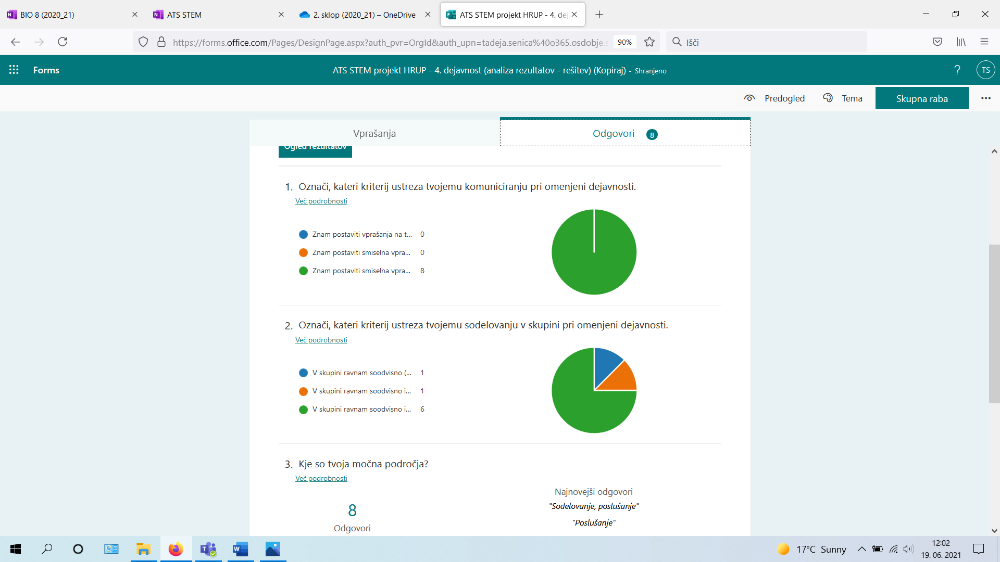 BIO 8 (2020_21)
ATS STEM
2. sklop (2020_21) – OneDrive
ATS STEM projekt HRUP - 4. dej
https://forms.office.com/Pages/DesignPage.aspx?auth_pvr=OrgId&auth_upn=tadeja.senica%40o365.osdobje.s
90%
Išči
Forms
ATS STEM projekt HRUP - 4. dejavnost (analiza rezultatov - rešitev) (Kopiraj) - Shranjeno
?
TS
Predogled
Tema
Skupna raba
Vprašanja
Odgovori 8
Ogled rezultatov
1. Označi, kateri kriterij ustreza tvojemu komuniciranju pri omenjeni dejavnosti.
Več podrobnosti
Znam postaviti vprašanja na t... 0
Znam postaviti smiselna vpra... 0
Znam postaviti smiselna vpra... 8
2. Označi, kateri kriterij ustreza tvojemu sodelovanju v skupini pri omenjeni dejavnosti.
Več podrobnosti
V skupini ravnam soodvisno (... 1
V skupini ravnam soodvisno i... 1
V skupini ravnam soodvisno i... 6
3. Kje so tvoja močna področja?
Več podrobnosti
8
Odgovori
Najnovejši odgovori
"Sodelovanje, poslušanje"
"Poslušanje"
17°C Sunny
12:02
19. 06. 2021